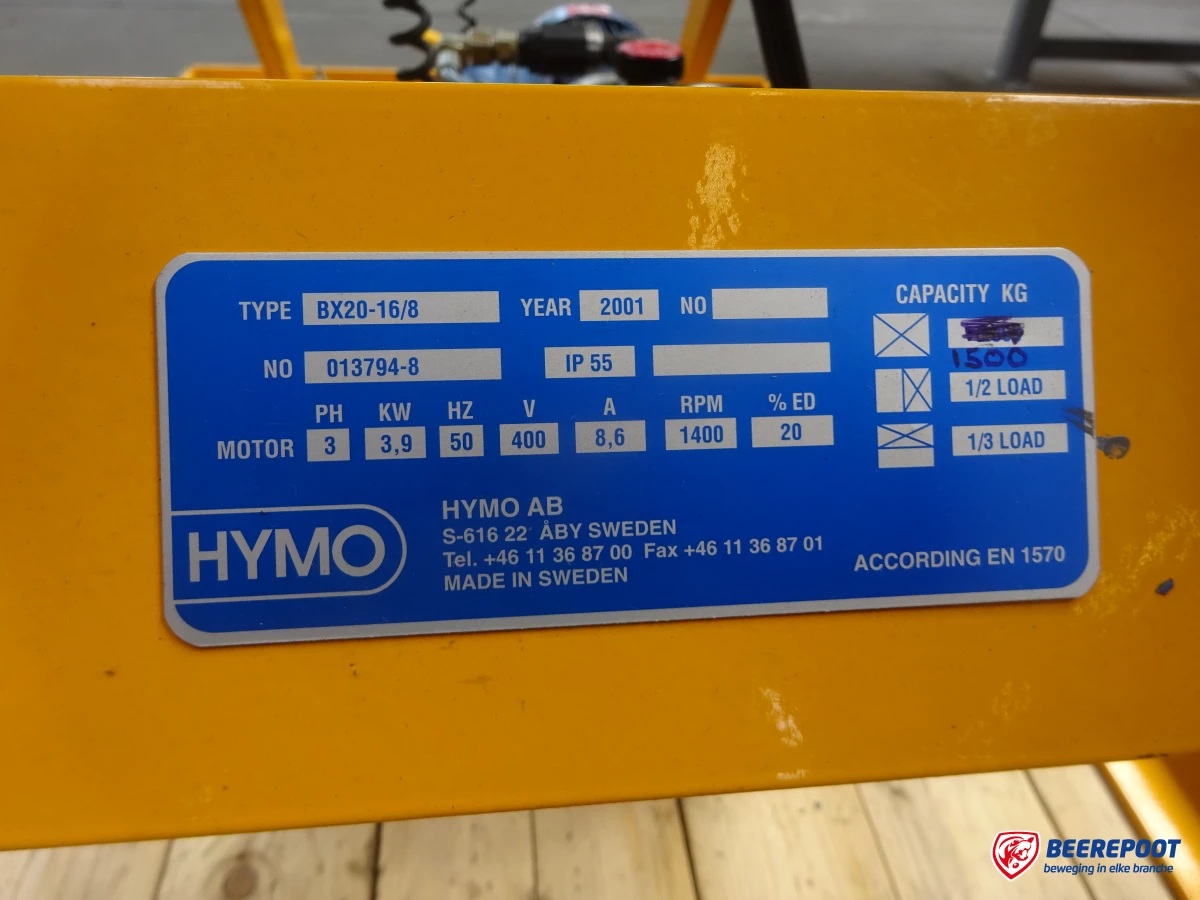 TYPE BX20-16/8 YEAR 2001 NO
CAPACITY KG
1500
NO 013794-8 IP 55
1/2 LOAD
PH KW HZ V A RPM % ED
MOTOR 3 3,9 50 400 8,6 1400 20
1/3 LOAD
HYMO
HYMO AB
S-616 22 ÅBY SWEDEN
Tel. +46 11 36 87 00 Fax +46 11 36 87 01
MADE IN SWEDEN
ACCORDING EN 1570
BEEREPOOT
beweging in elke branche